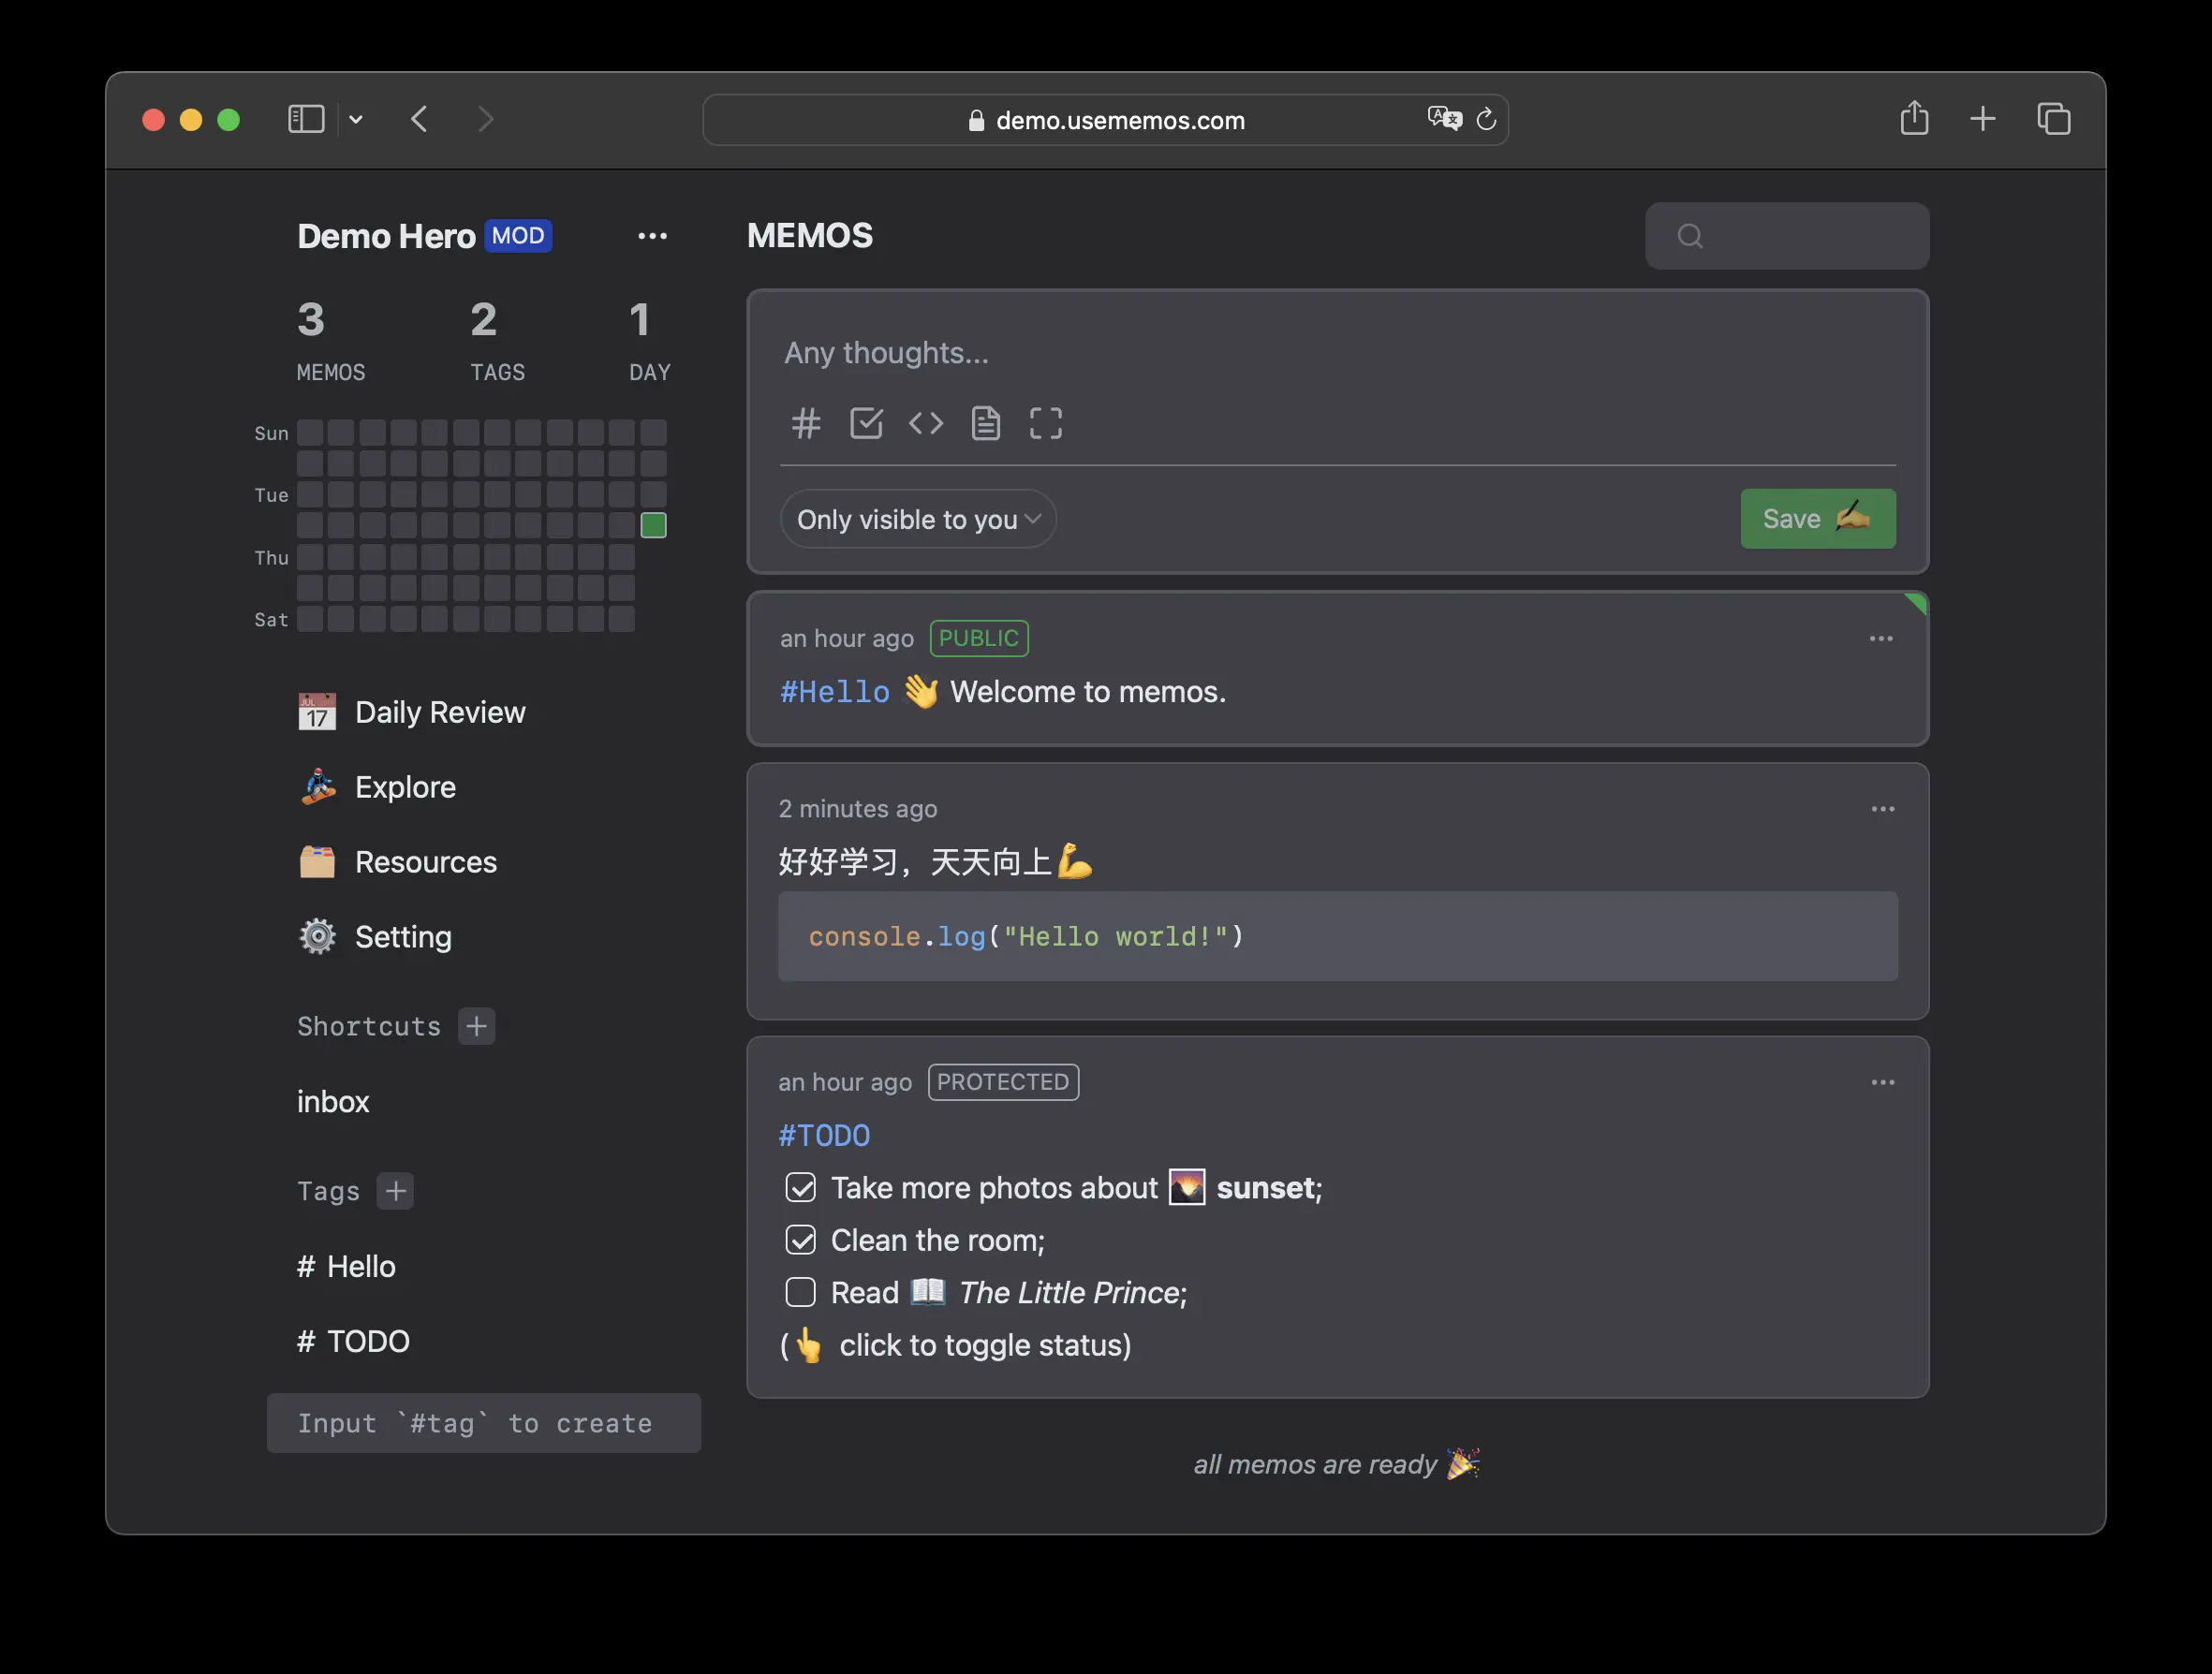 demo.usememos.com
Demo Hero MOD
3 2 1
MEMOS TAGS DAY
Sun
Tue
Thu
Sat
JUL
17
Daily Review
Explore
Resources
Setting
Shortcuts
inbox
Tags
# Hello
# TODO
Input `#tag` to create
MEMOS
Any thoughts...
Only visible to you
Save ✍️
an hour ago PUBLIC
#Hello 👋 Welcome to memos.
2 minutes ago
好好学习，天天向上💪
console.log("Hello world!")
an hour ago PROTECTED
#TODO
Take more photos about 🌄 sunset;
Clean the room;
Read 📖 The Little Prince;
(👆 click to toggle status)
all memos are ready 🎉